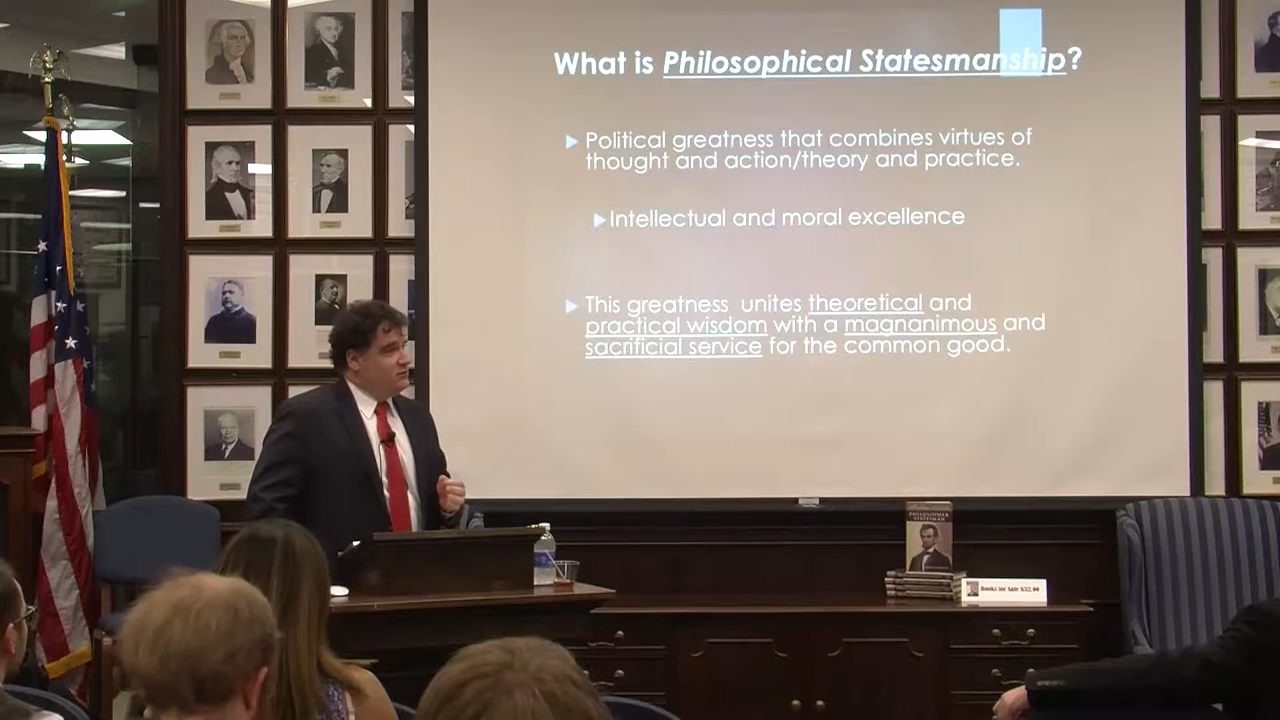 What is Philosophical Statesmanship?
Political greatness that combines virtues of
thought and action/theory and practice.
Intellectual and moral excellence
This greatness unites theoretical and
practical wisdom with a magnanimous and
sacrificial service for the common good.
PHILOSOPHER
STATESMAN
Books for Sale $32.00